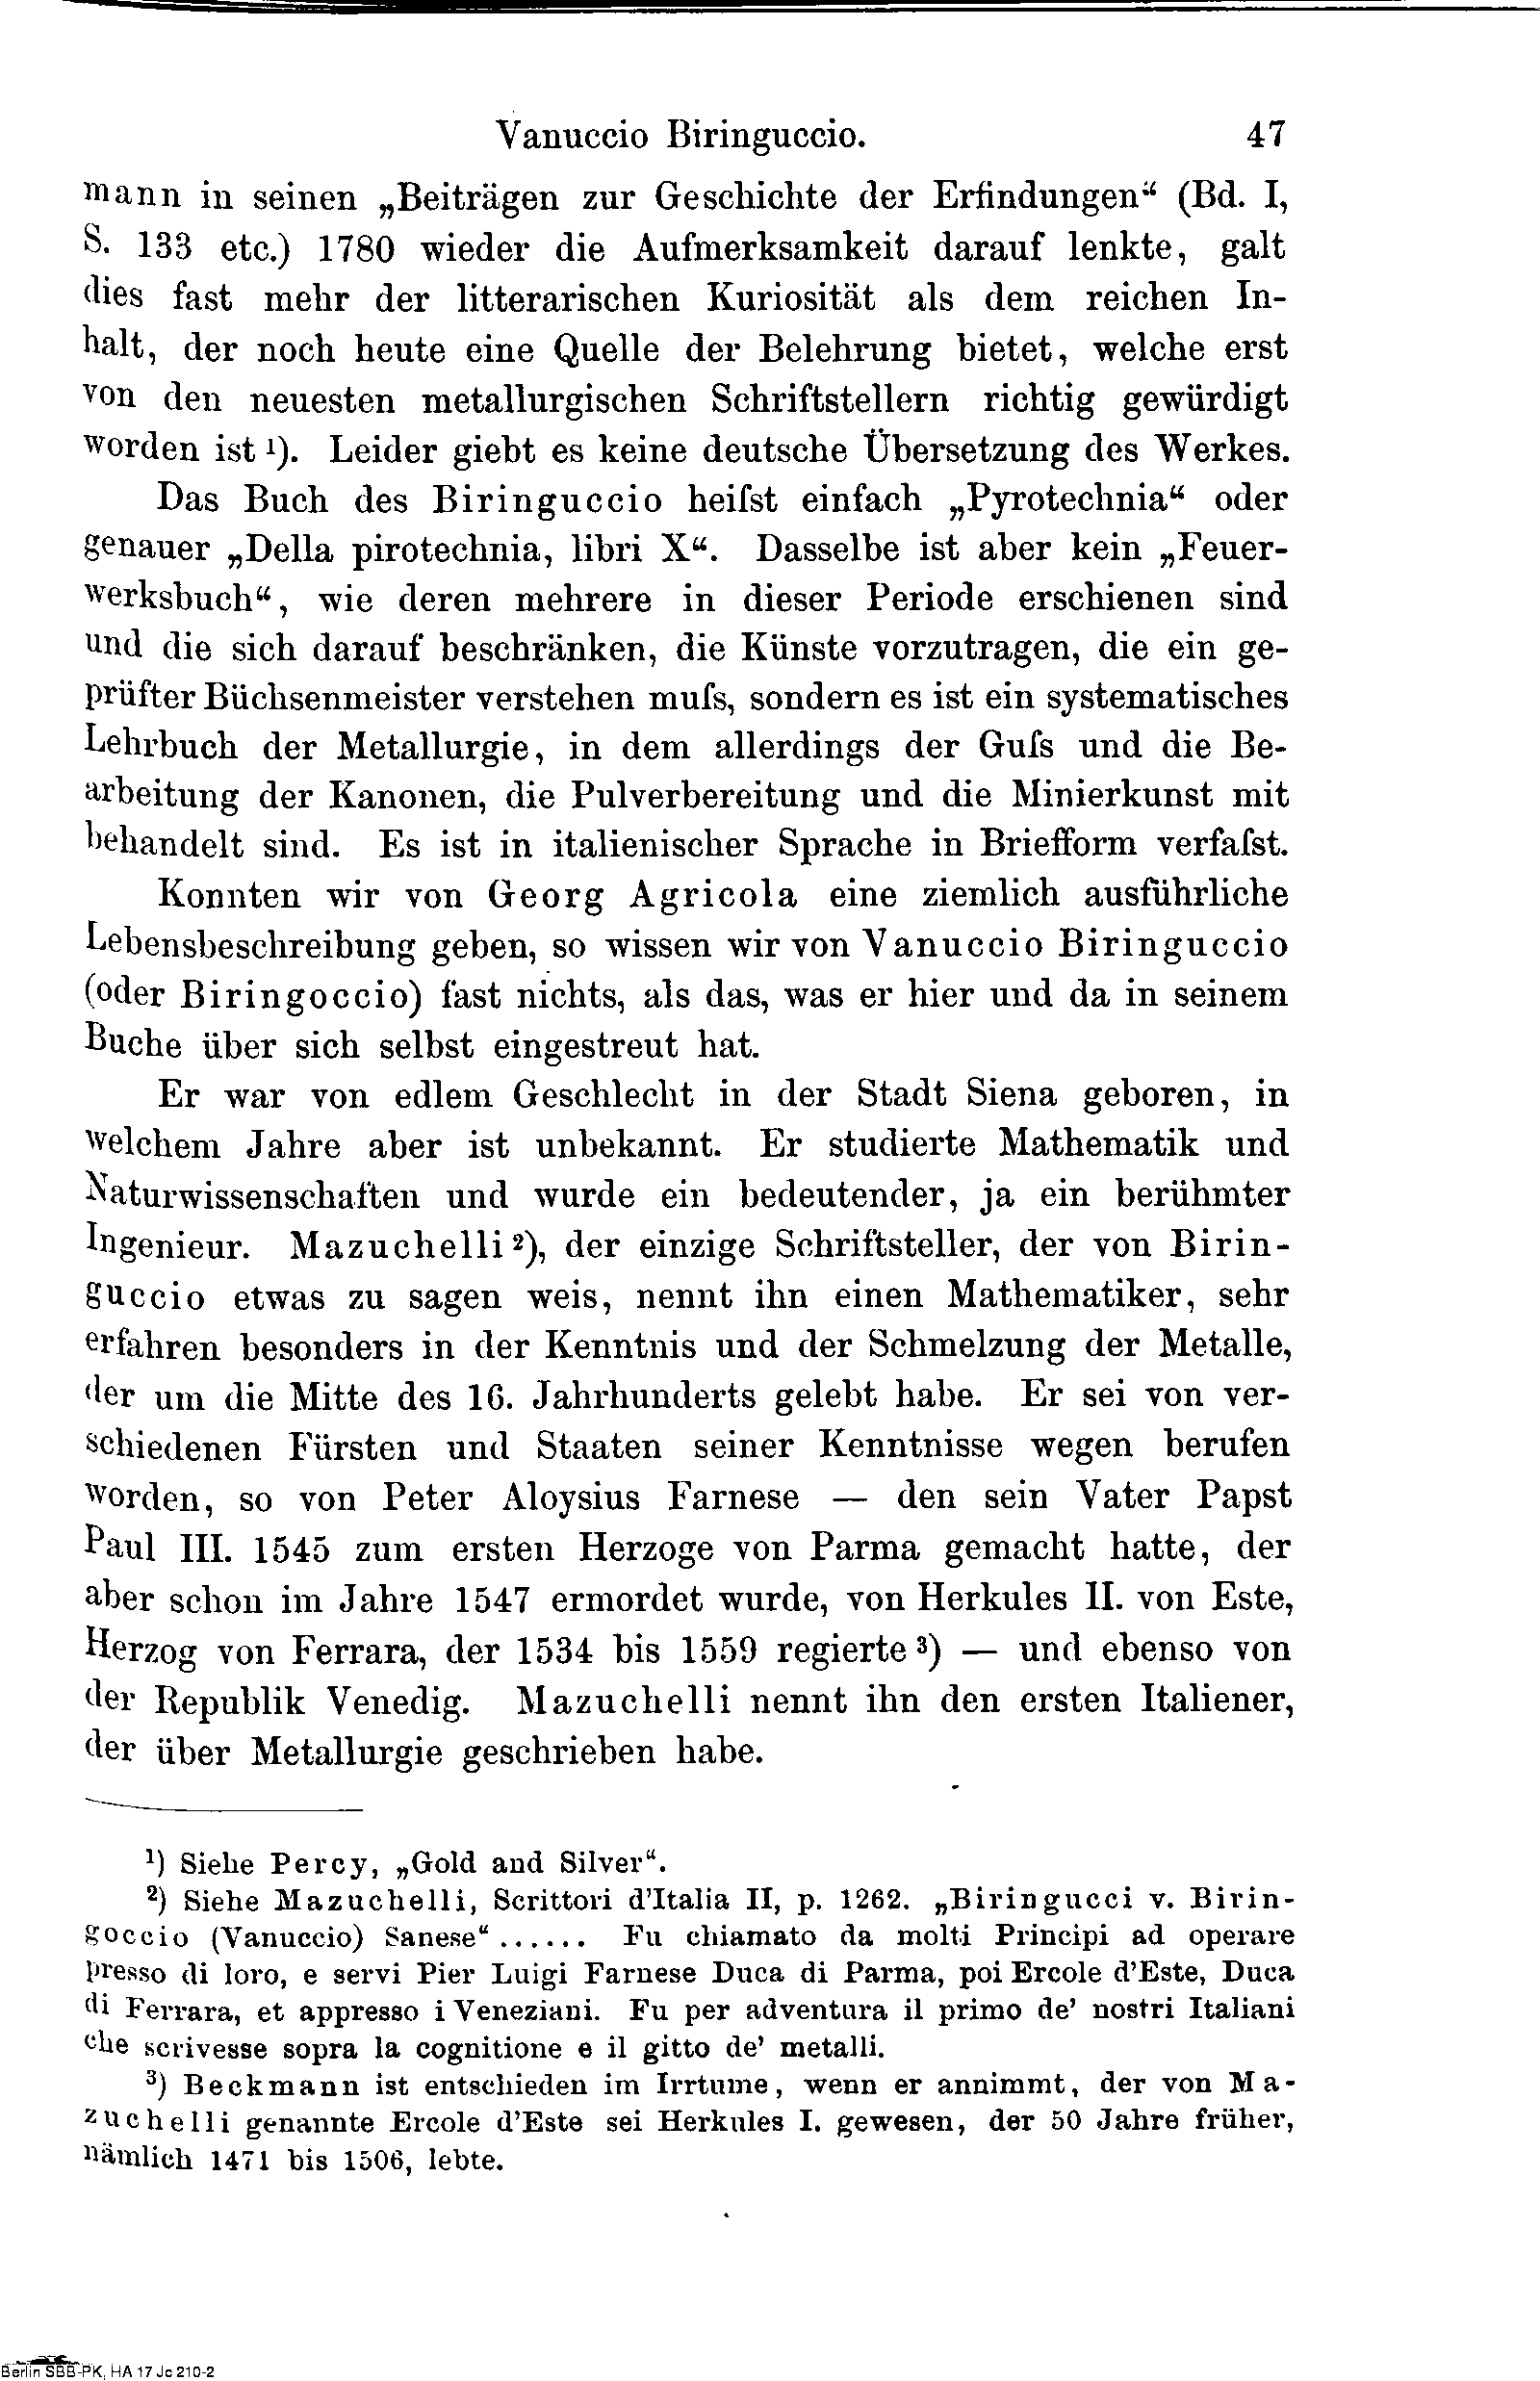 Vanuccio Biringuccio. 47
mann in seinen „Beiträgen zur Geschichte der Erfindungen“ (Bd. I,
S. 133 etc.) 1780 wieder die Aufmerksamkeit darauf lenkte, galt
dies fast mehr der litterarischen Kuriosität als dem reichen In-
halt, der noch heute eine Quelle der Belehrung bietet, welche erst
von den neuesten metallurgischen Schriftstellern richtig gewürdigt
worden ist ¹). Leider giebt es keine deutsche Übersetzung des Werkes.
Das Buch des Biringuccio heiſst einfach „Pyrotechnia“ oder
genauer „Della pirotechnia, libri X“. Dasselbe ist aber kein „Feuer-
werksbuch“, wie deren mehrere in dieser Periode erschienen sind
und die sich darauf beschränken, die Künste vorzutragen, die ein ge-
prüfter Büchsenmeister verstehen muſs, sondern es ist ein systematisches
Lehrbuch der Metallurgie, in dem allerdings der Guſs und die Be-
arbeitung der Kanonen, die Pulverbereitung und die Minierkunst mit
behandelt sind. Es ist in italienischer Sprache in Briefform verfaſst.
Konnten wir von Georg Agricola eine ziemlich ausführliche
Lebensbeschreibung geben, so wissen wir von Vanuccio Biringuccio
(oder Biringoccio) fast nichts, als das, was er hier und da in seinem
Buche über sich selbst eingestreut hat.
Er war von edlem Geschlecht in der Stadt Siena geboren, in
welchem Jahre aber ist unbekannt. Er studierte Mathematik und
Naturwissenschaften und wurde ein bedeutender, ja ein berühmter
Ingenieur. Mazuchelli ²), der einzige Schriftsteller, der von Birin-
guccio etwas zu sagen weis, nennt ihn einen Mathematiker, sehr
erfahren besonders in der Kenntnis und der Schmelzung der Metalle,
der um die Mitte des 16. Jahrhunderts gelebt habe. Er sei von ver-
schiedenen Fürsten und Staaten seiner Kenntnisse wegen berufen
worden, so von Peter Aloysius Farnese — den sein Vater Papst
Paul III. 1545 zum ersten Herzoge von Parma gemacht hatte, der
aber schon im Jahre 1547 ermordet wurde, von Herkules II. von Este,
Herzog von Ferrara, der 1534 bis 1559 regierte ³) — und ebenso von
der Republik Venedig. Mazuchelli nennt ihn den ersten Italiener,
der über Metallurgie geschrieben habe.
¹) Siehe Percy, „Gold and Silver“.
²) Siehe Mazuchelli, Scrittori d'Italia II, p. 1262. „Biringucci v. Birin-
goccio (Vanuccio) Sanese“ . . . . . . Fu chiamato da molti Principi ad operare
presso di loro, e servi Pier Luigi Farnese Duca di Parma, poi Ercole d'Este, Duca
di Ferrara, et appresso i Veneziani. Fu per adventura il primo de' nostri Italiani
che scrivesse sopra la cognitione e il gitto de' metalli.
³) Beckmann ist entschieden im Irrtume, wenn er annimmt, der von Ma-
zuchelli genannte Ercole d'Este sei Herkules I. gewesen, der 50 Jahre früher,
nämlich 1471 bis 1506, lebte.
Berlin SBB-PK, HA 17 Jc 210-2